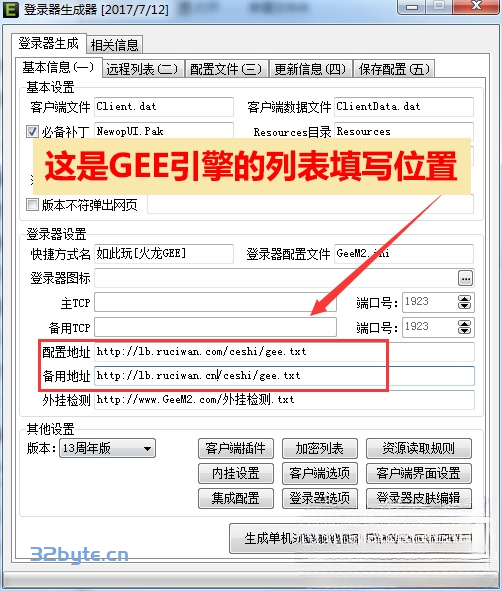 登录器生成器 [2017/7/12]
登录器生成 相关信息
基本信息(一) 远程列表(二) 配置文件(三) 更新信息(四) 保存配置(五)
基本设置
客户端文件 Client.dat 客户端数据文件 ClientData.dat
必备补丁 NewopUI.Pak Resources目录 Resources
这是GEE引擎的列表填写位置
版本不符弹出网页
登录器设置
快捷方式名 如此玩[火龙GEE] 登录器配置文件 GeeM2.ini
登录器图标 ...
主TCP 端口号: 1923
备用TCP 端口号: 1923
配置地址 http://lb.ruciwan.com/ceshi/gee.txt
备用地址 http://lb.ruciwan.cn/ceshi/gee.txt
外挂检测 http://www.GeeM2.com/外挂检测.txt
其他设置
版本: 13周年版 客户端插件 加密列表 资源读取规则
内挂设置 客户端选项 客户端界面设置
集成配置 登录器选项 登录器皮肤编辑
生成单机
32byte.cn